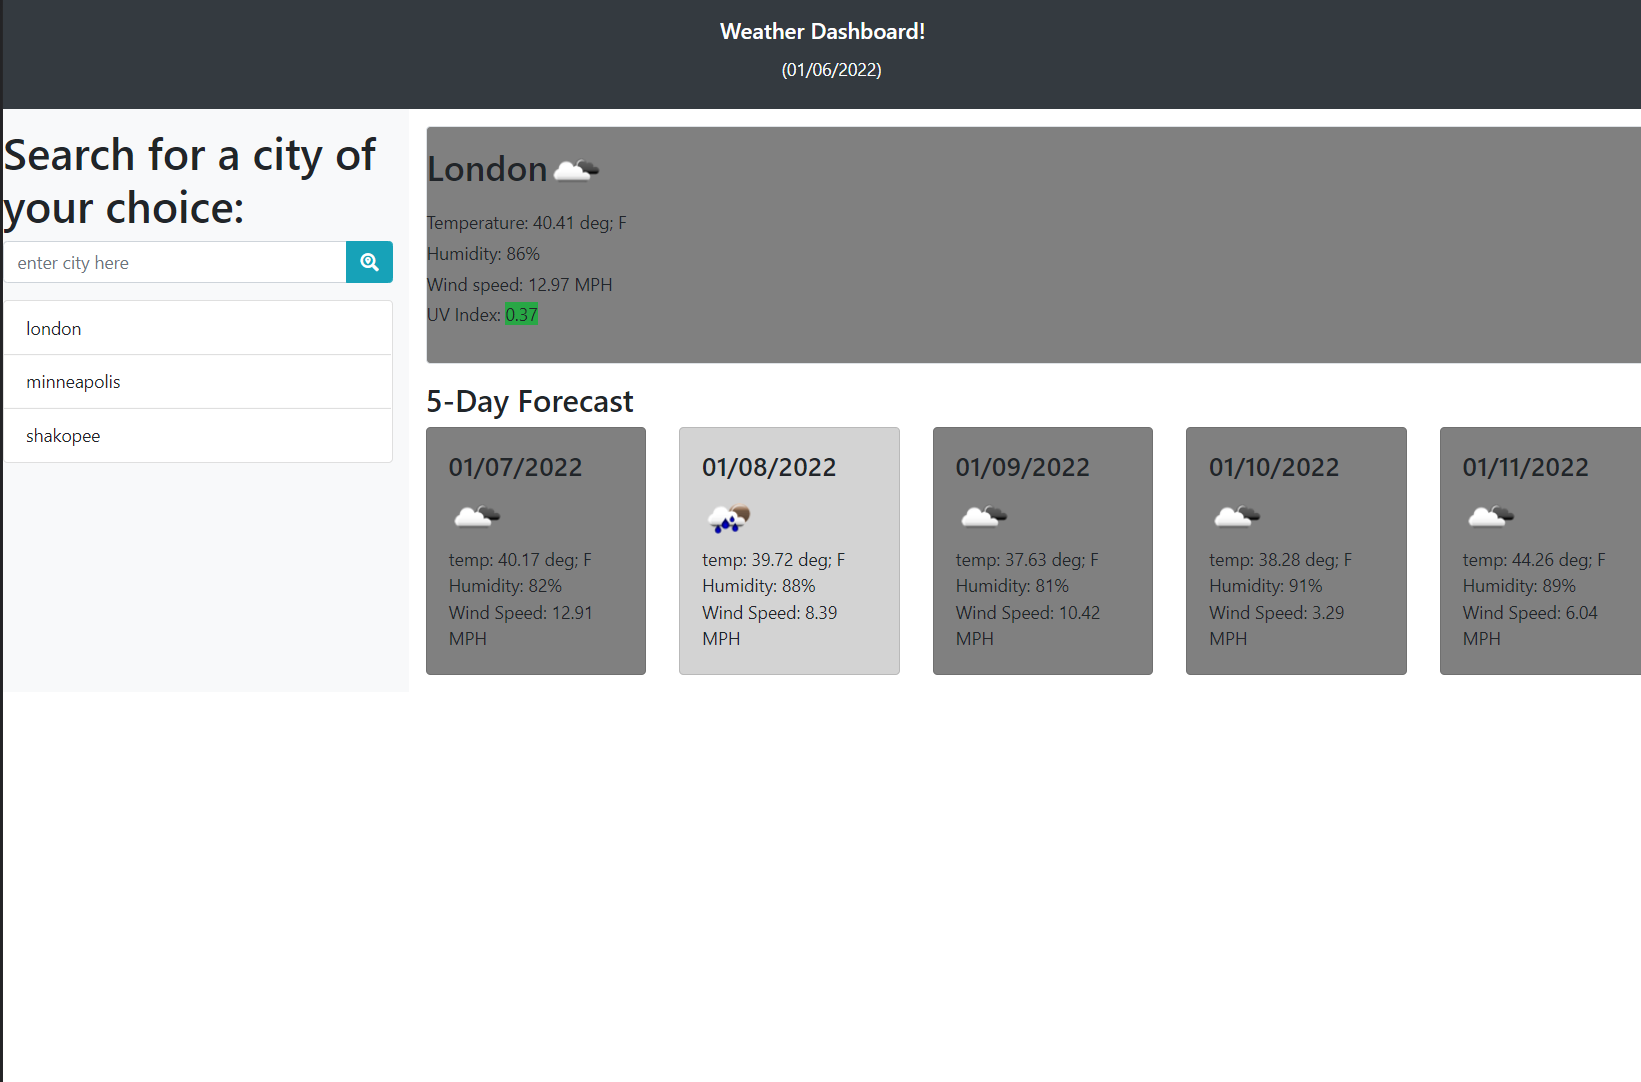 Weather Dashboard!
(01/06/2022)
Search for a city of
your choice:
enter city here
london
minneapolis
shakopee
London
Temperature: 40.41 deg; F
Humidity: 86%
Wind speed: 12.97 MPH
UV Index: 0.37
5-Day Forecast
01/07/2022
temp: 40.17 deg; F
Humidity: 82%
Wind Speed: 12.91
MPH
01/08/2022
temp: 39.72 deg; F
Humidity: 88%
Wind Speed: 8.39
MPH
01/09/2022
temp: 37.63 deg; F
Humidity: 81%
Wind Speed: 10.42
MPH
01/10/2022
temp: 38.28 deg; F
Humidity: 91%
Wind Speed: 3.29
MPH
01/11/2022
temp: 44.26 deg; F
Humidity: 89%
Wind Speed: 6.04
MPH